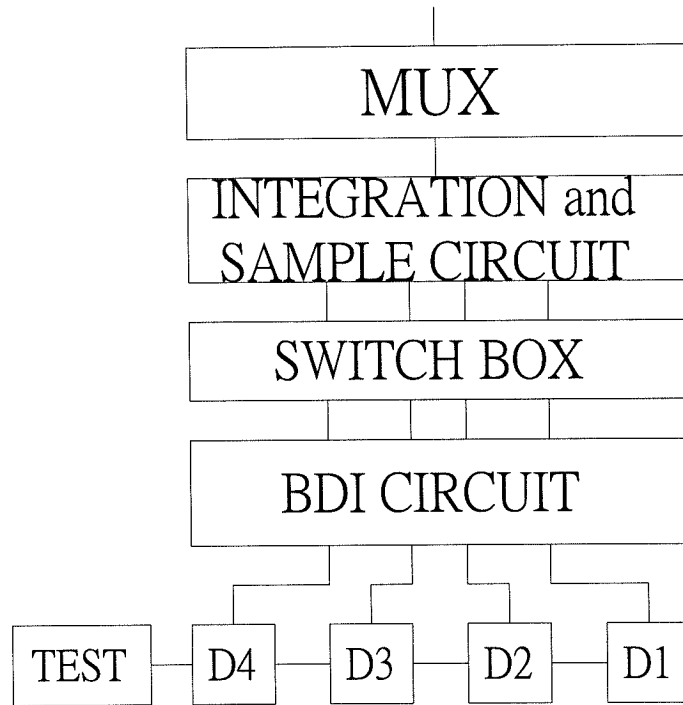 MUX
INTEGRATION and
SAMPLE CIRCUIT
SWITCH BOX
BDI CIRCUIT
TEST D4 D3 D2 D1